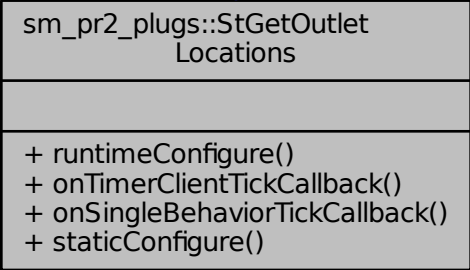 sm_pr2_plugs::StGetOutlet
Locations
+ runtimeConfigure()
+ onTimerClientTickCallback()
+ onSingleBehaviorTickCallback()
+ staticConfigure()